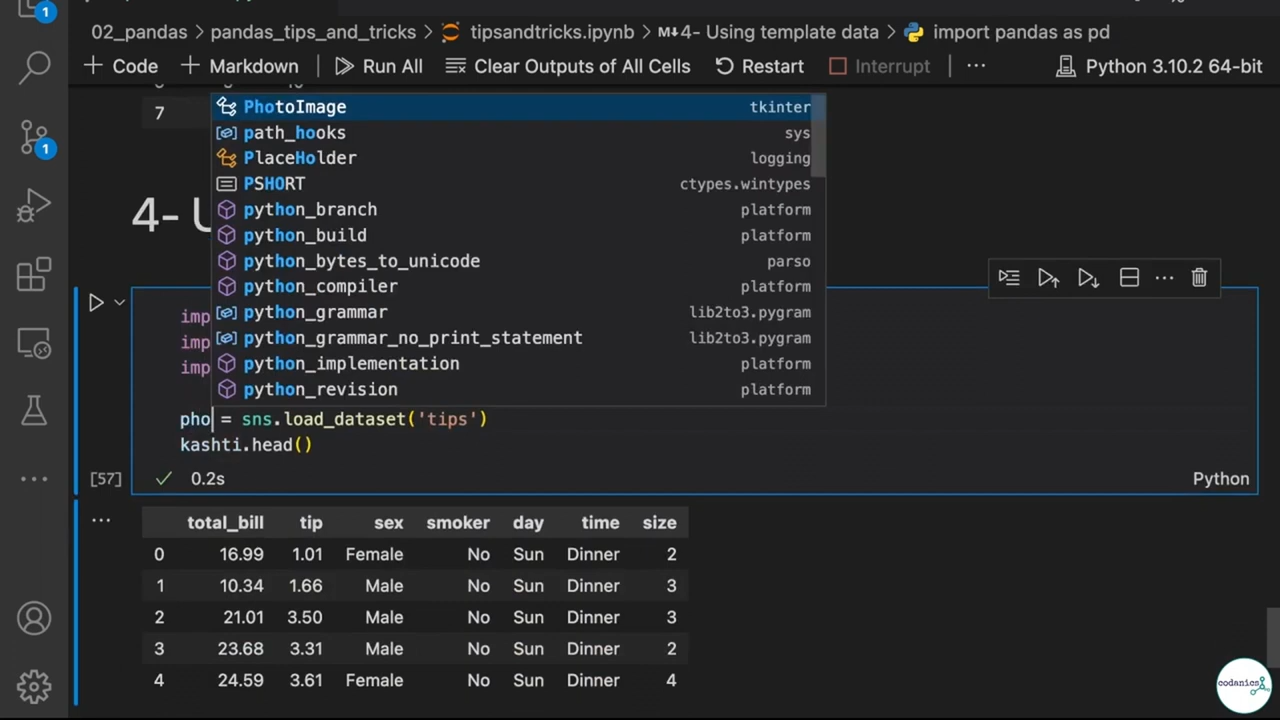 1
02_pandas > pandas_tips_and_tricks > tipsandtricks.ipynb > M↓4- Using template data > import pandas as pd
+ Code + Markdown Run All Clear Outputs of All Cells Restart Interrupt ... Python 3.10.2 64-bit
7
PhotoImage tkinter
path_hooks sys
1
PlaceHolder logging
PSHORT ctypes.wintypes
4- U
python_branch platform
python_build platform
python_bytes_to_unicode parso
python_compiler platform
python_grammar lib2to3.pygram
imp
python_grammar_no_print_statement lib2to3.pygram
imp
python_implementation platform
imp
python_revision platform
pho = sns.load_dataset('tips')
kashti.head()
[57] 0.2s Python
total_bill tip sex smoker day time size
0 16.99 1.01 Female No Sun Dinner 2
1 10.34 1.66 Male No Sun Dinner 3
2 21.01 3.50 Male No Sun Dinner 3
3 23.68 3.31 Male No Sun Dinner 2
4 24.59 3.61 Female No Sun Dinner 4
codanics